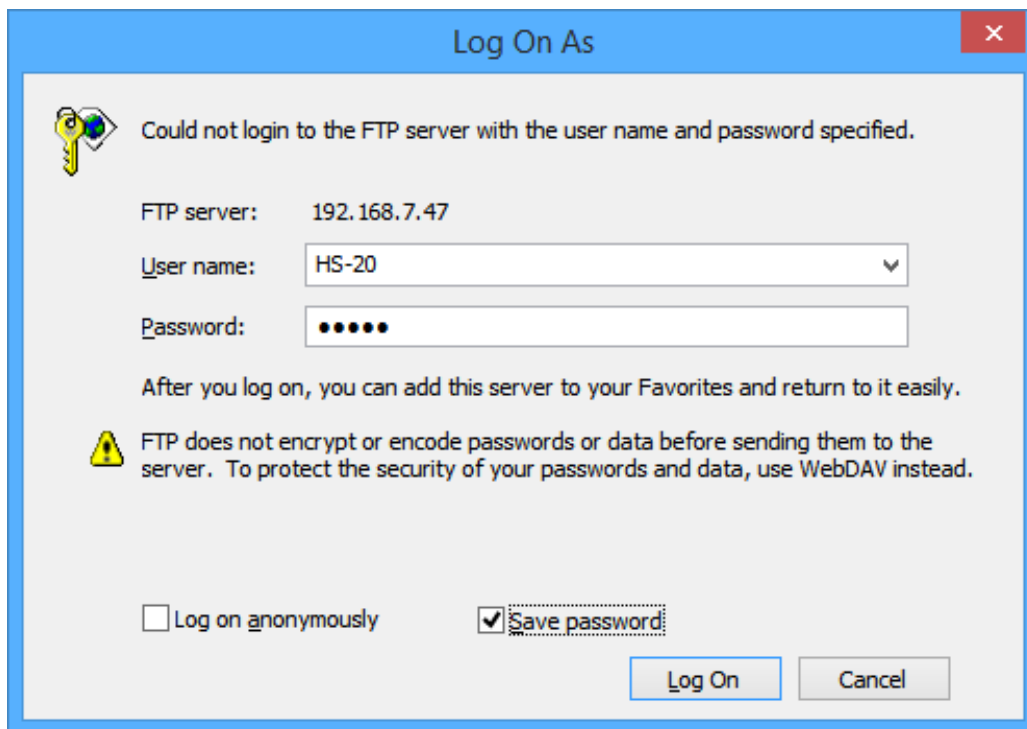 Log On As
Could not login to the FTP server with the user name and password specified.
FTP server: 192.168.7.47
User name: HS-20
Password: •••••
After you log on, you can add this server to your Favorites and return to it easily.
FTP does not encrypt or encode passwords or data before sending them to the
server. To protect the security of your passwords and data, use WebDAV instead.
Log on anonymously Save password
Log On Cancel